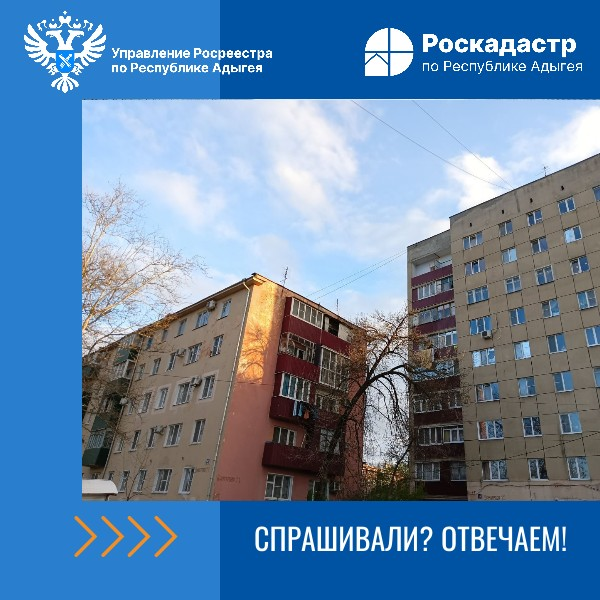 Управление Росреестра
по Республике Адыгея
Роскадастр
по Республике Адыгея
СПРАШИВАЛИ? ОТВЕЧАЕМ!